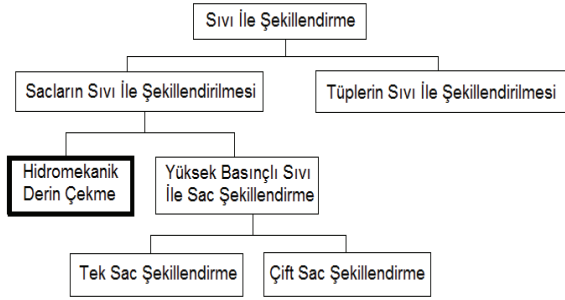 Sıvı İle Şekillendirme
Sacların Sıvı İle Şekillendirilmesi
Tüplerin Sıvı İle Şekillendirilmesi
Hidromekanik
Derin Çekme
Yüksek Basınçlı Sıvı
İle Sac Şekillendirme
Tek Sac Şekillendirme
Çift Sac Şekillendirme